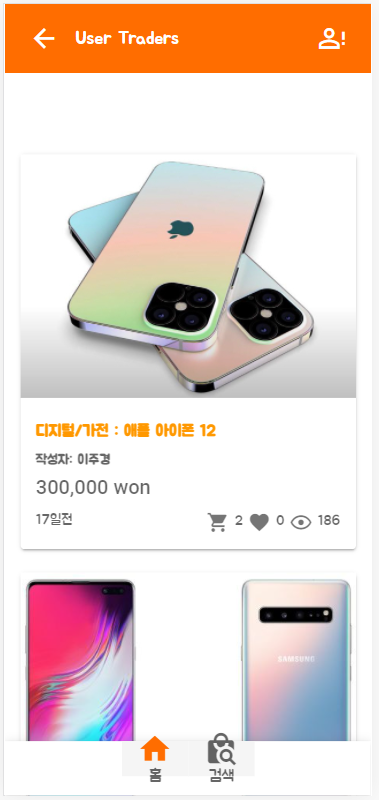 User Traders
디지털/가전 : 애플 아이폰 12
작성자: 이주경
300,000 won
17일전 2 0 186
SAMSUNG
홈 검색